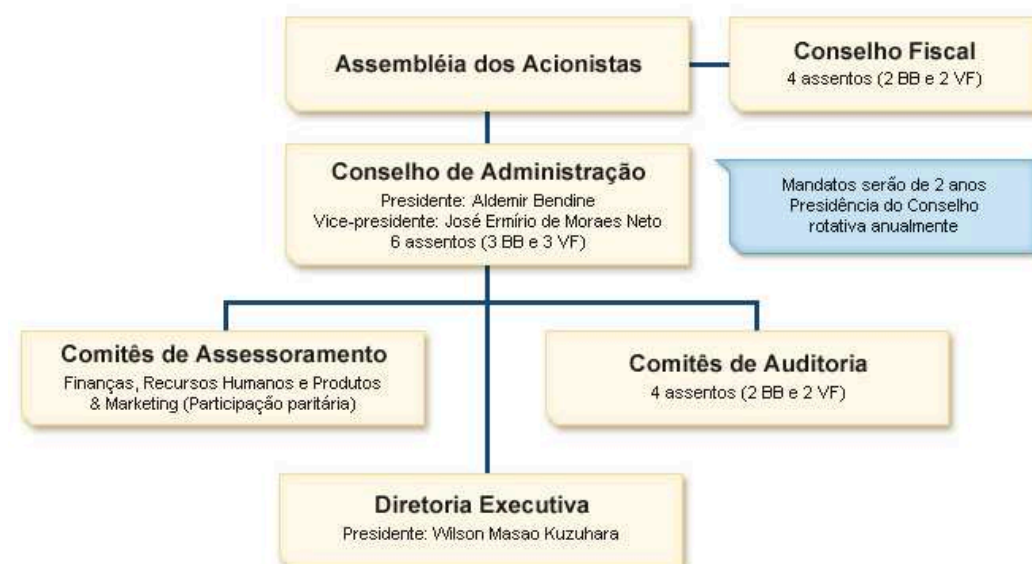 Assembléia dos Acionistas
Conselho Fiscal
4 assentos (2 BB e 2 VF)
Conselho de Administração
Presidente: Aldemir Bendine
Vice-presidente: José Ermírio de Moraes Neto
6 assentos (3 BB e 3 VF)
Mandatos serão de 2 anos
Presidência do Conselho
rotativa anualmente
Comitês de Assessoramento
Finanças, Recursos Humanos e Produtos
& Marketing (Participação paritária)
Comitês de Auditoria
4 assentos (2 BB e 2 VF)
Diretoria Executiva
Presidente: Wilson Masao Kuzuhara